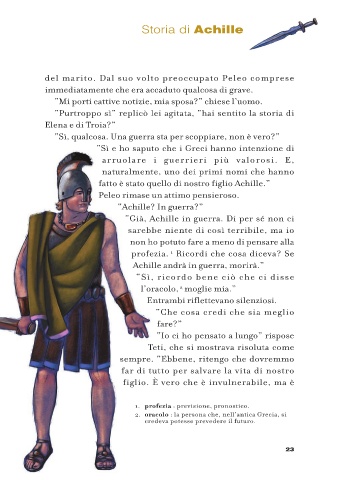 Storia di Achille
del marito. Dal suo volto preoccupato Peleo comprese
immediatamente che era accaduto qualcosa di grave.
"Mi porti cattive notizie, mia sposa?" chiese l'uomo.
"Purtroppo sì" replicò lei agitata, "hai sentito la storia di
Elena e di Troia?"
"Sì, qualcosa. Una guerra sta per scoppiare, non è vero?"
"Sì e ho saputo che i Greci hanno intenzione di
arruolare i guerrieri più valorosi. E,
naturalmente, uno dei primi nomi che hanno
fatto è stato quello di nostro figlio Achille."
Peleo rimase un attimo pensieroso.
"Achille? In guerra?"
"Già, Achille in guerra. Di per sé non ci
sarebbe niente di così terribile, ma io
non ho potuto fare a meno di pensare alla
profezia.¹ Ricordi che cosa diceva? Se
Achille andrà in guerra, morirà."
"Sì, ricordo bene ciò che ci disse
l'oracolo,² moglie mia."
Entrambi riflettevano silenziosi.
"Che cosa credi che sia meglio
fare?"
"Io ci ho pensato a lungo" rispose
Teti, che si mostrava risoluta come
sempre. "Ebbene, ritengo che dovremmo
far di tutto per salvare la vita di nostro
figlio. È vero che è invulnerabile, ma è
1. profezia : previsione, pronostico.
2. oracolo : la persona che, nell'antica Grecia, si
credeva potesse prevedere il futuro.
23